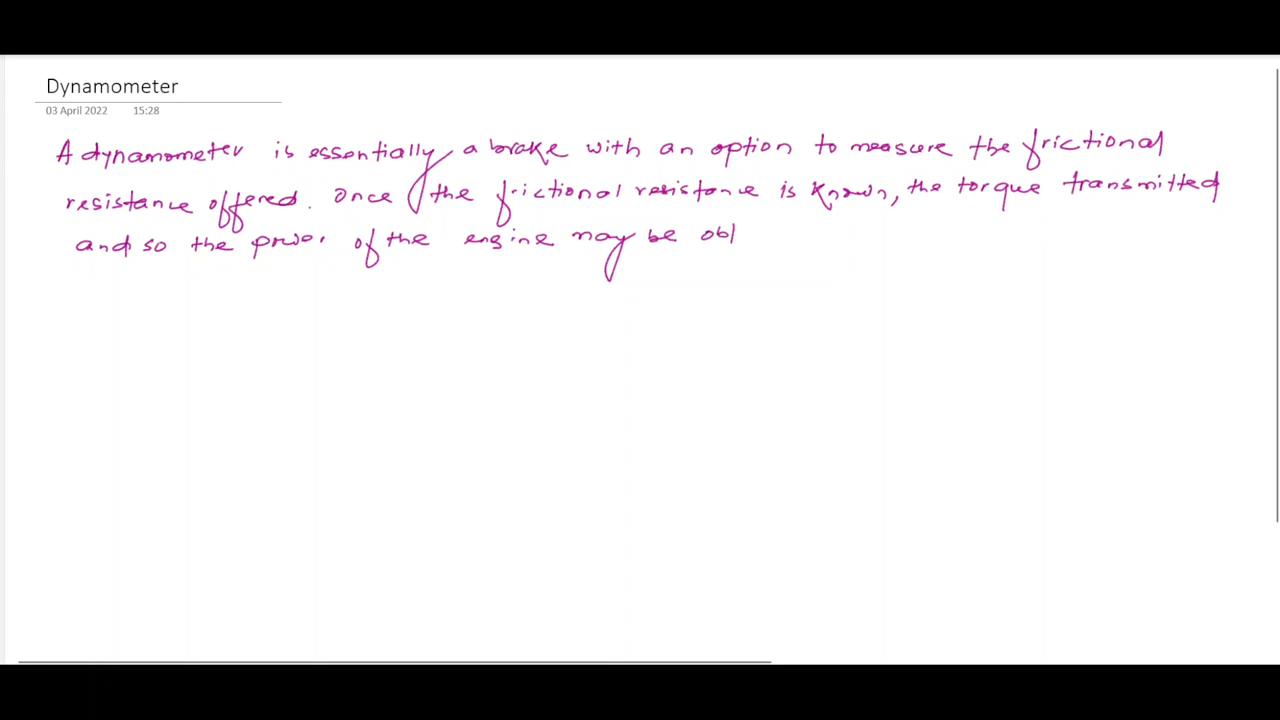 Dynamometer
03 April 2022 15:28
A dynamometer is essentially a brake with an option to measure the frictional
resistance offered. Once the frictional resistance is known, the torque transmitted
and so the power of the engine may be obt